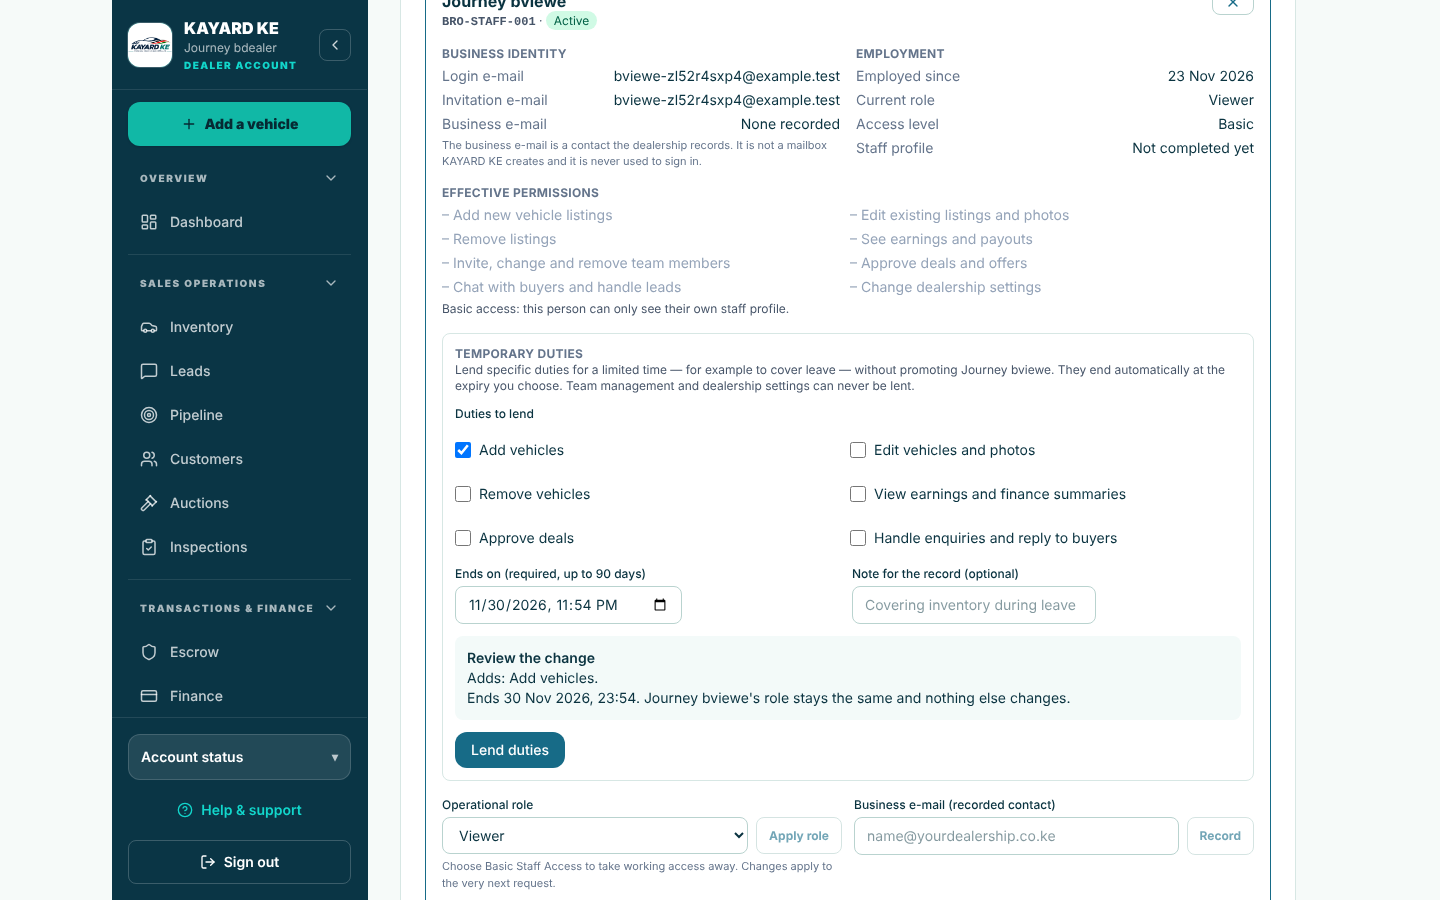 KAYARD KE
Journey bdealer
DEALER ACCOUNT
KAYARD KE
Add a vehicle
OVERVIEW
Dashboard
SALES OPERATIONS
Inventory
Leads
Pipeline
Customers
Auctions
Inspections
TRANSACTIONS & FINANCE
Escrow
Finance
Account status
Help & support
Sign out
Journey bviewe
BRO-STAFF-001 · Active
BUSINESS IDENTITY
Login e-mail bviewe-zl52r4sxp4@example.test
Invitation e-mail bviewe-zl52r4sxp4@example.test
Business e-mail None recorded
The business e-mail is a contact the dealership records. It is not a mailbox
KAYARD KE creates and it is never used to sign in.
EMPLOYMENT
Employed since 23 Nov 2026
Current role Viewer
Access level Basic
Staff profile Not completed yet
EFFECTIVE PERMISSIONS
– Add new vehicle listings
– Edit existing listings and photos
– Remove listings
– See earnings and payouts
– Invite, change and remove team members
– Approve deals and offers
– Chat with buyers and handle leads
– Change dealership settings
Basic access: this person can only see their own staff profile.
TEMPORARY DUTIES
Lend specific duties for a limited time — for example to cover leave — without promoting Journey bviewe. They end automatically at the
expiry you choose. Team management and dealership settings can never be lent.
Duties to lend
Add vehicles
Edit vehicles and photos
Remove vehicles
View earnings and finance summaries
Approve deals
Handle enquiries and reply to buyers
Ends on (required, up to 90 days)
11/30/2026, 11:54 PM
Note for the record (optional)
Covering inventory during leave
Review the change
Adds: Add vehicles.
Ends 30 Nov 2026, 23:54. Journey bviewe's role stays the same and nothing else changes.
Lend duties
Operational role
Viewer
Apply role
Choose Basic Staff Access to take working access away. Changes apply to
the very next request.
Business e-mail (recorded contact)
name@yourdealership.co.ke
Record